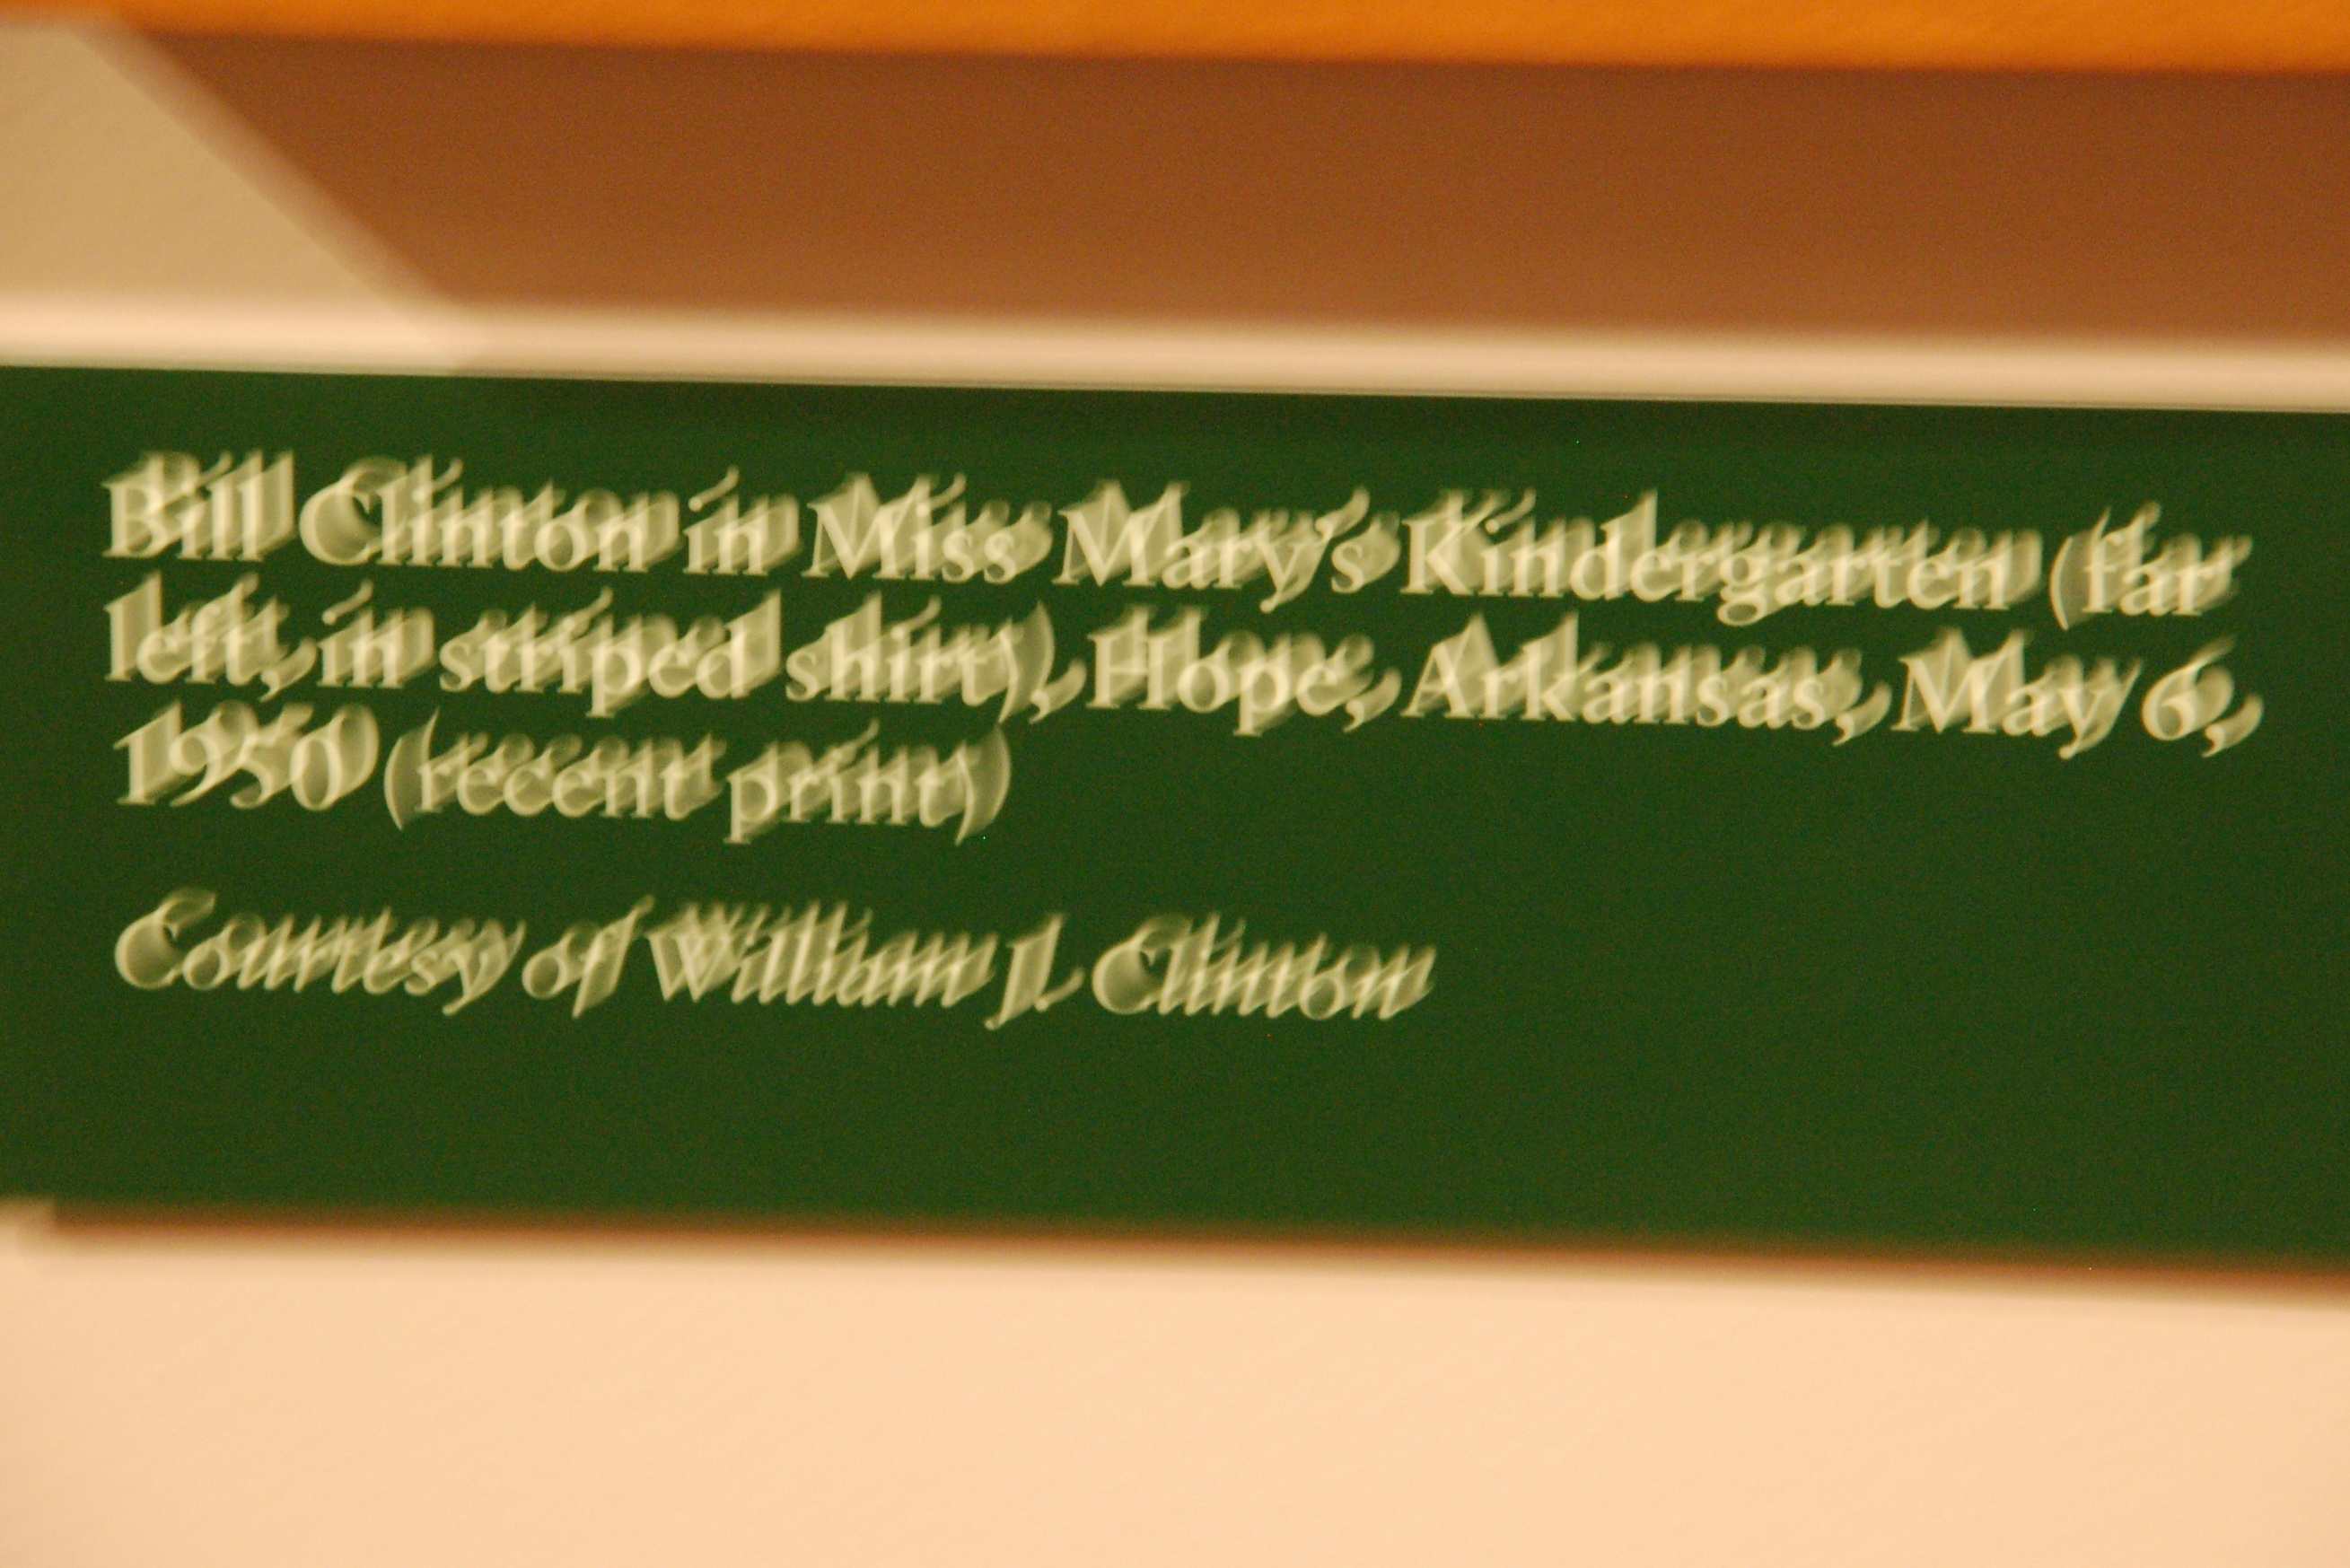 Bill Clinton in Miss Mary's Kindergarten (far
left, in striped shirt), Hope, Arkansas, May 6,
1950 (recent print)
Courtesy of William J. Clinton